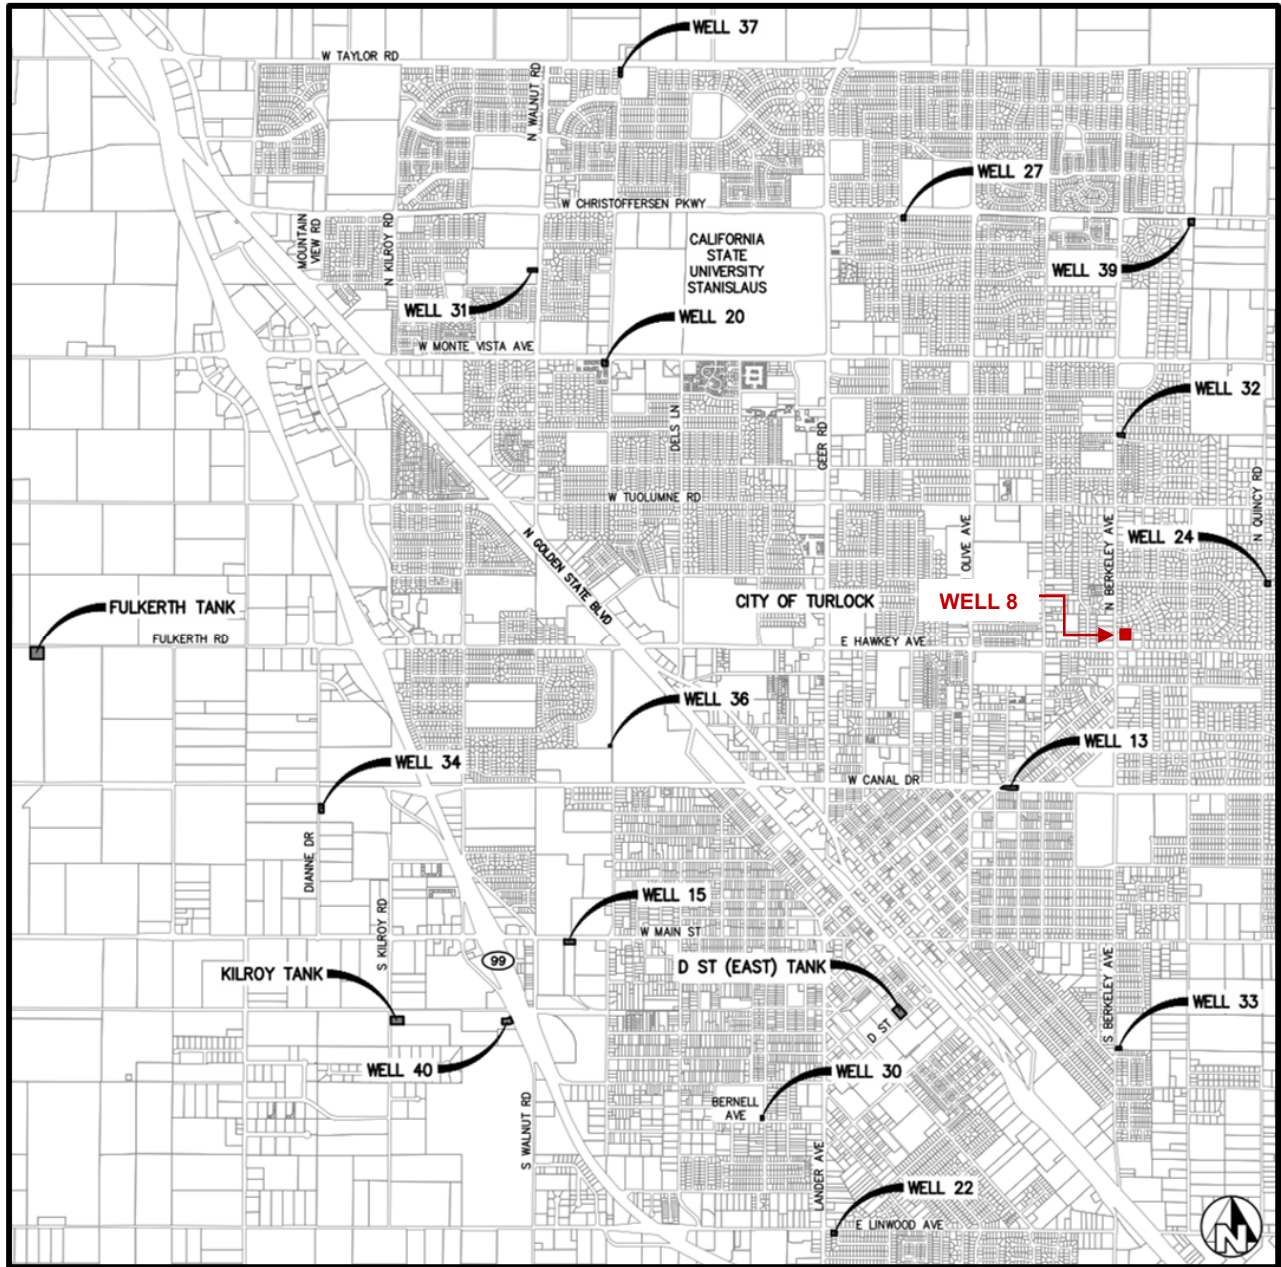 WELL 37
W TAYLOR RD
N WALNUT RD
WELL 27
W CHRISTOFFERSEN PKWY
MOUNTAIN
VIEW RD
N KILROY RD
CALIFORNIA
STATE
UNIVERSITY
STANISLAUS
WELL 39
WELL 31
WELL 20
W MONTE VISTA AVE
WELL 32
DELS LN
GEER RD
W TUOLUMNE RD
N QUINCY RD
N GOLDEN STATE BLVD
OLIVE AVE
N BERKELEY AVE
WELL 24
CITY OF TURLOCK
WELL 8
FULKERTH TANK
FULKERTH RD
E HAWKEY AVE
WELL 36
WELL 13
WELL 34
W CANAL DR
DIANNE DR
WELL 15
S KILROY RD
W MAIN ST
99
KILROY TANK
D ST (EAST) TANK
D ST
S BERKELEY AVE
WELL 33
WELL 40
WELL 30
BERNELL
AVE
S WALNUT RD
LANDER AVE
WELL 22
E LINWOOD AVE
N